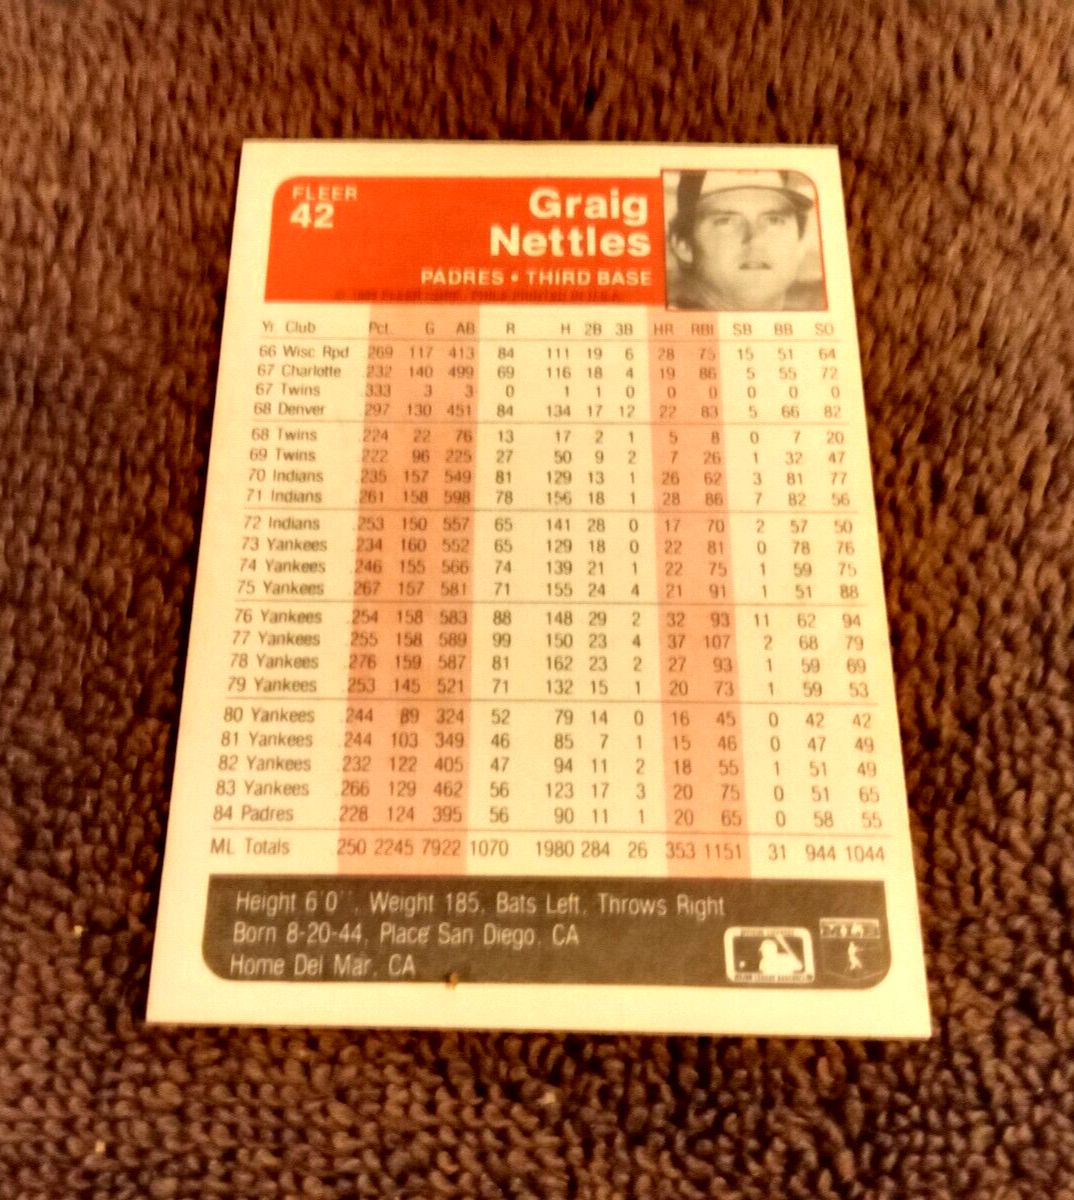 FLEER
42
Graig
Nettles
PADRES • THIRD BASE
Yr. Club Pct. G AB R H 2B 3B HR RBI SB BB SO
66 Wisc Rpd .269 117 413 84 111 19 6 28 75 15 51 64
67 Charlotte .232 140 499 69 116 18 4 19 86 5 55 72
67 Twins .333 3 3 0 1 1 0 0 0 0 0 0
68 Denver .297 130 451 84 134 17 12 22 83 5 66 82
68 Twins .224 22 76 13 17 2 1 5 8 0 7 20
69 Twins .222 96 225 27 50 9 2 7 26 1 32 47
70 Indians .235 157 549 81 129 13 1 26 62 3 81 77
71 Indians .261 158 598 78 156 18 1 28 86 7 82 56
72 Indians .253 150 557 65 141 28 0 17 70 2 57 50
73 Yankees .234 160 552 65 129 18 0 22 81 0 78 76
74 Yankees .246 155 566 74 139 21 1 22 75 1 59 75
75 Yankees .267 157 581 71 155 24 4 21 91 1 51 88
76 Yankees .254 158 583 88 148 29 2 32 93 11 62 94
77 Yankees .255 158 589 99 150 23 4 37 107 2 68 79
78 Yankees .276 159 587 81 162 23 2 27 93 1 59 69
79 Yankees .253 145 521 71 132 15 1 20 73 1 59 53
80 Yankees .244 89 324 52 79 14 0 16 45 0 42 42
81 Yankees .244 103 349 46 85 7 1 15 46 0 47 49
82 Yankees .232 122 405 47 94 11 2 18 55 1 51 49
83 Yankees .266 129 462 56 123 17 3 20 75 0 51 65
84 Padres .228 124 395 56 90 11 1 20 65 0 58 55
ML Totals .250 2245 7922 1070 1980 284 26 353 1151 31 944 1044
Height 6'0'', Weight 185, Bats Left, Throws Right
Born 8-20-44, Place San Diego, CA
Home Del Mar, CA